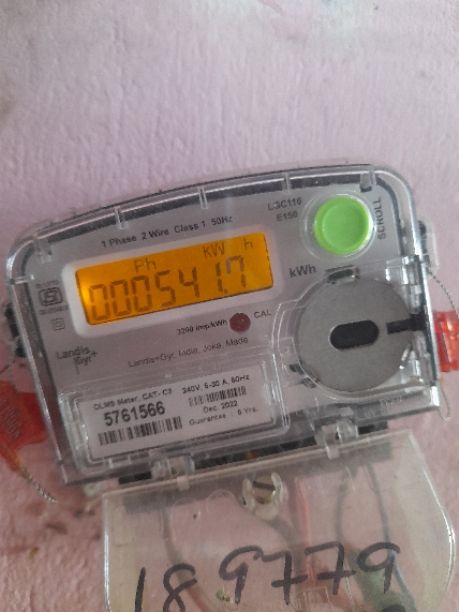 1 Phase 2 Wire Class 1 50Hz
LGC110
E150
SCROLL
Ph KW h
000541.7
kWh
3200 imp/kWh
CAL
Landis
Gyr+
Landis+Gyr, India, Joka, Made
DLMS Meter, CAT- C3 240V, 5-30 A, 50Hz
5761566
Dec 2022
Guarantee : 5 Yrs.
189779